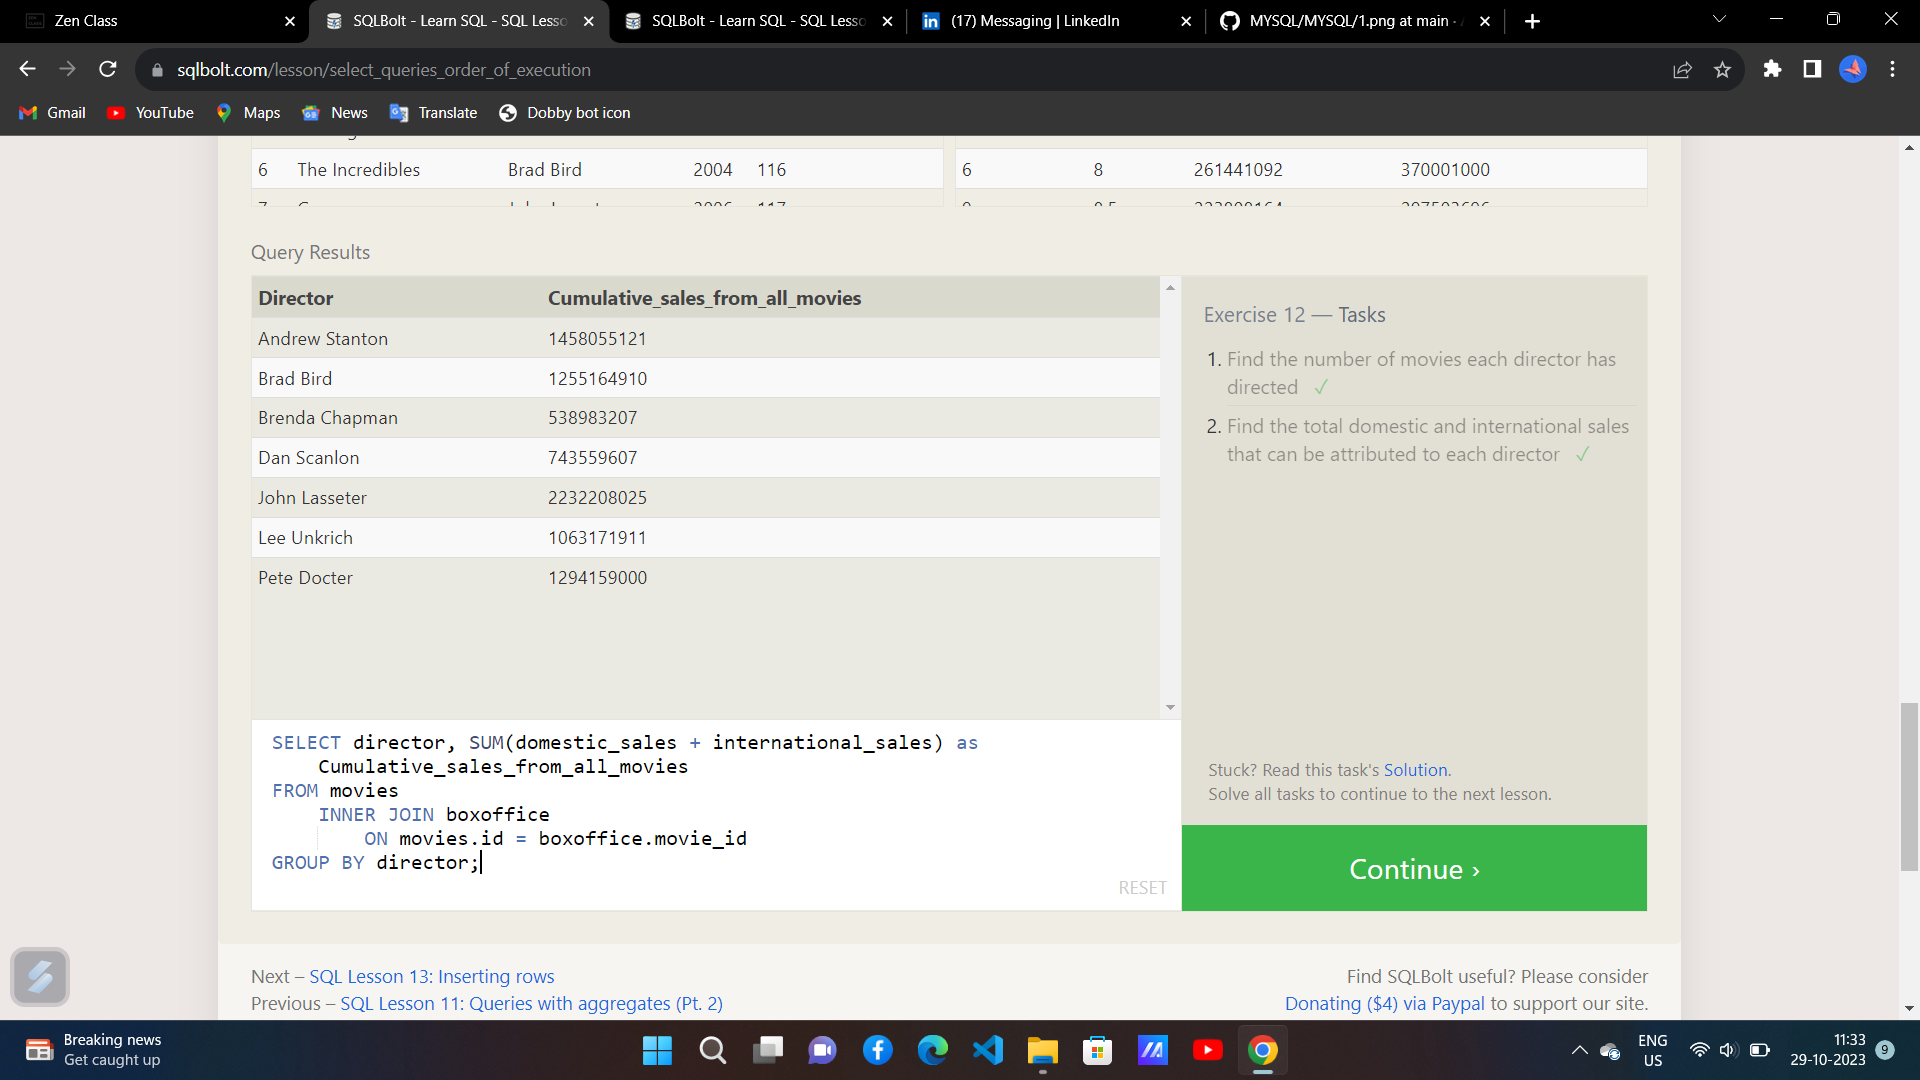 Zen Class
SQLBolt - Learn SQL - SQL Lesso
SQLBolt - Learn SQL - SQL Lesso
(17) Messaging | LinkedIn
MYSQL/MYSQL/1.png at main ·
sqlbolt.com/lesson/select_queries_order_of_execution
Gmail
YouTube
Maps
News
Translate
Dobby bot icon
6 The Incredibles Brad Bird 2004 116
6 8 261441092 370001000
Query Results
Director Cumulative_sales_from_all_movies
Andrew Stanton 1458055121
Brad Bird 1255164910
Brenda Chapman 538983207
Dan Scanlon 743559607
John Lasseter 2232208025
Lee Unkrich 1063171911
Pete Docter 1294159000
Exercise 12 — Tasks
1. Find the number of movies each director has
directed ✓
2. Find the total domestic and international sales
that can be attributed to each director ✓
Stuck? Read this task's Solution.
Solve all tasks to continue to the next lesson.
Continue ›
SELECT director, SUM(domestic_sales + international_sales) as
Cumulative_sales_from_all_movies
FROM movies
INNER JOIN boxoffice
ON movies.id = boxoffice.movie_id
GROUP BY director;
RESET
Next – SQL Lesson 13: Inserting rows
Previous – SQL Lesson 11: Queries with aggregates (Pt. 2)
Find SQLBolt useful? Please consider
Donating ($4) via Paypal to support our site.
Breaking news
Get caught up
ENG
US
11:33
29-10-2023
9